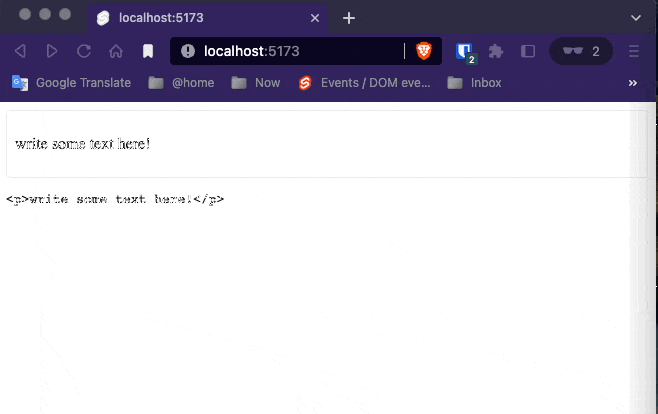 localhost:5173
localhost:5173
2
2
Google Translate
@home
Now
Events / DOM eve...
Inbox
»
write some text here!
<p>write some text here!</p>